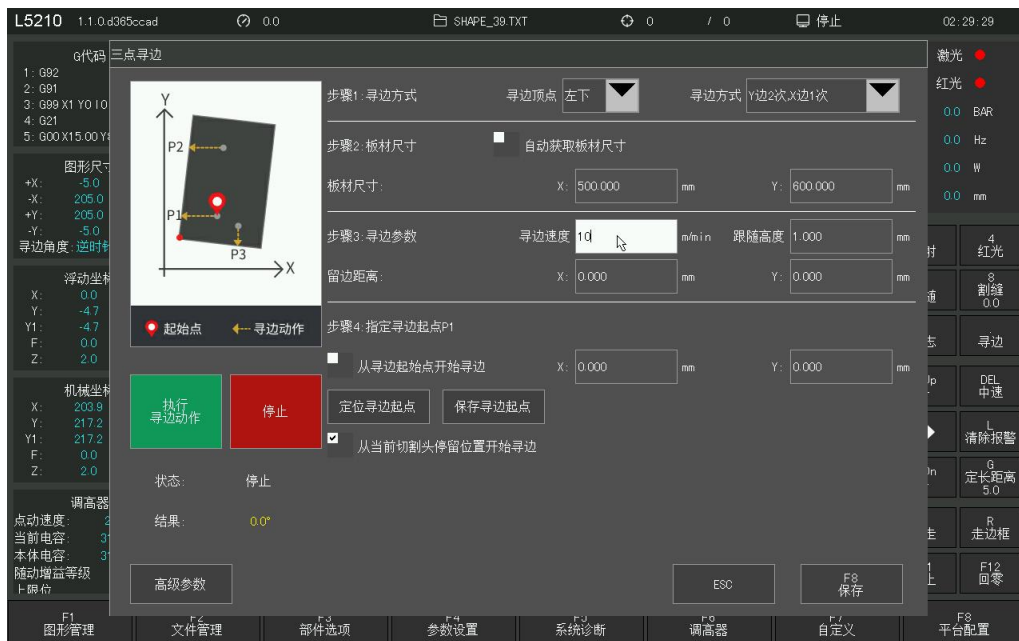 L5210 1.1.0.d365ccad 0.0 SHAPE_39.TXT 0 / 0 停止 02:29:29
G代码
1: G92
2: G91
3: G99 X1 Y0 I0
4: G21
5: G00 X15.00 Y
图形尺
+X: -5.0
-X: 205.0
+Y: 205.0
-Y: -5.0
寻边角度:逆时
浮动坐标
X: 0.0
Y: -4.7
Y1: -4.7
F: 0.0
Z: 2.0
机械坐标
X: 203.9
Y: 217.2
Y1: 217.2
F: 0.0
Z: 2.0
调高器
点动速度: 2
当前电容: 3
本体电容: 3
随动增益等级
上限位
三点寻边
Y
P2
P1
P3
X
起始点 寻边动作
执行
寻边动作
停止
状态: 停止
结果: 0.0°
高级参数
步骤1:寻边方式 寻边顶点 左下 寻边方式 Y边2次,X边1次
步骤2:板材尺寸 自动获取板材尺寸
板材尺寸: X: 500.000 mm Y: 600.000 mm
步骤3:寻边参数 寻边速度 10 m/min 跟随高度 1.000 mm
留边距离: X: 0.000 mm Y: 0.000 mm
步骤4:指定寻边起点P1
从寻边起始点开始寻边 X: 0.000 mm Y: 0.000 mm
定位寻边起点 保存寻边起点
从当前切割头停留位置开始寻边
ESC
F8
保存
激光
红光
0.0 BAR
0.0 Hz
0.0 W
0.0 mm
4
红光
8
割缝
0.0
寻边
DEL
中速
L
清除报警
G
定长距离
5.0
R
走边框
F12
回零
F1
图形管理
F2
文件管理
F3
部件选项
F4
参数设置
F5
系统诊断
F6
调高器
F7
自定义
F8
平台配置